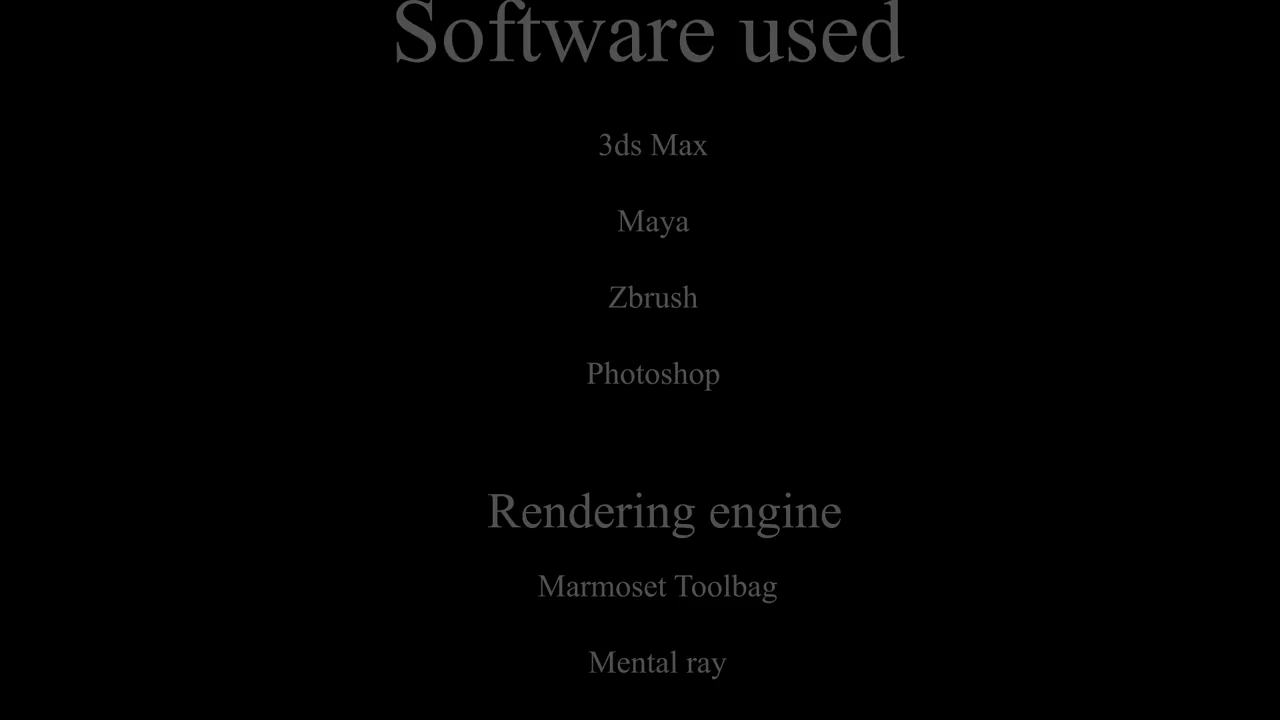 Software used
3ds Max
Maya
Zbrush
Photoshop
Rendering engine
Marmoset Toolbag
Mental ray